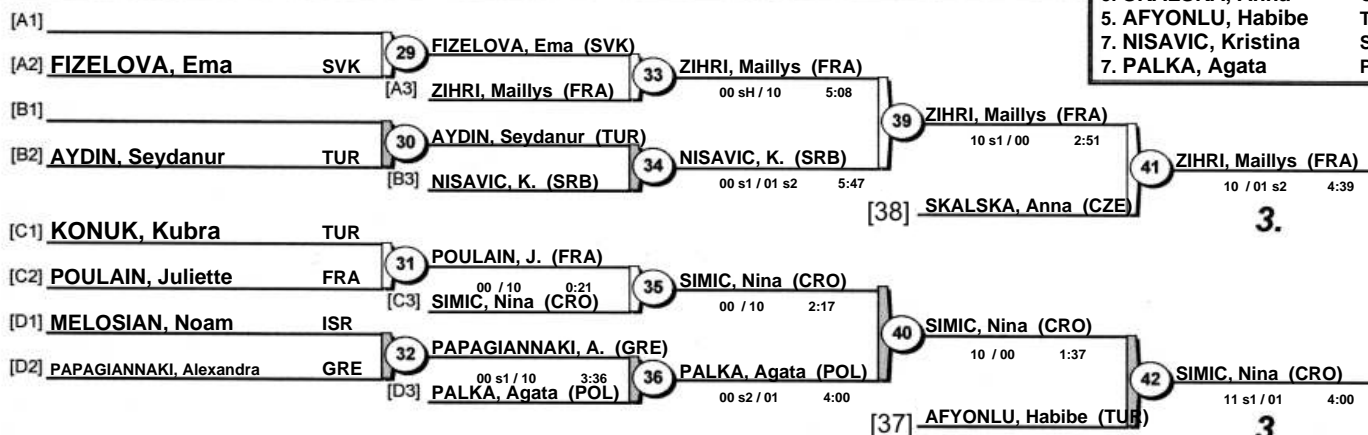 5. AFYONLU, Habibe
7. NISAVIC, Kristina
7. PALKA, Agata
[A1]
[A2] FIZELOVA, Ema SVK
29
FIZELOVA, Ema (SVK)
[A3] ZIHRI, Maillys (FRA)
33
ZIHRI, Maillys (FRA)
00 sH / 10 5:08
[B1]
[B2] AYDIN, Seydanur TUR
30
AYDIN, Seydanur (TUR)
[B3] NISAVIC, K. (SRB)
34
NISAVIC, K. (SRB)
00 s1 / 01 s2 5:47
39
ZIHRI, Maillys (FRA)
10 s1 / 00 2:51
[38] SKALSKA, Anna (CZE)
41
ZIHRI, Maillys (FRA)
10 / 01 s2 4:39
3.
[C1] KONUK, Kubra TUR
[C2] POULAIN, Juliette FRA
31
POULAIN, J. (FRA)
00 / 10 0:21
[C3] SIMIC, Nina (CRO)
35
SIMIC, Nina (CRO)
00 / 10 2:17
[D1] MELOSIAN, Noam ISR
[D2] PAPAGIANNAKI, Alexandra GRE
32
PAPAGIANNAKI, A. (GRE)
00 s1 / 10 3:36
[D3] PALKA, Agata (POL)
36
PALKA, Agata (POL)
00 s2 / 01 4:00
40
SIMIC, Nina (CRO)
10 / 00 1:37
[37] AFYONLU, Habibe (TUR)
42
SIMIC, Nina (CRO)
11 s1 / 01 4:00
3